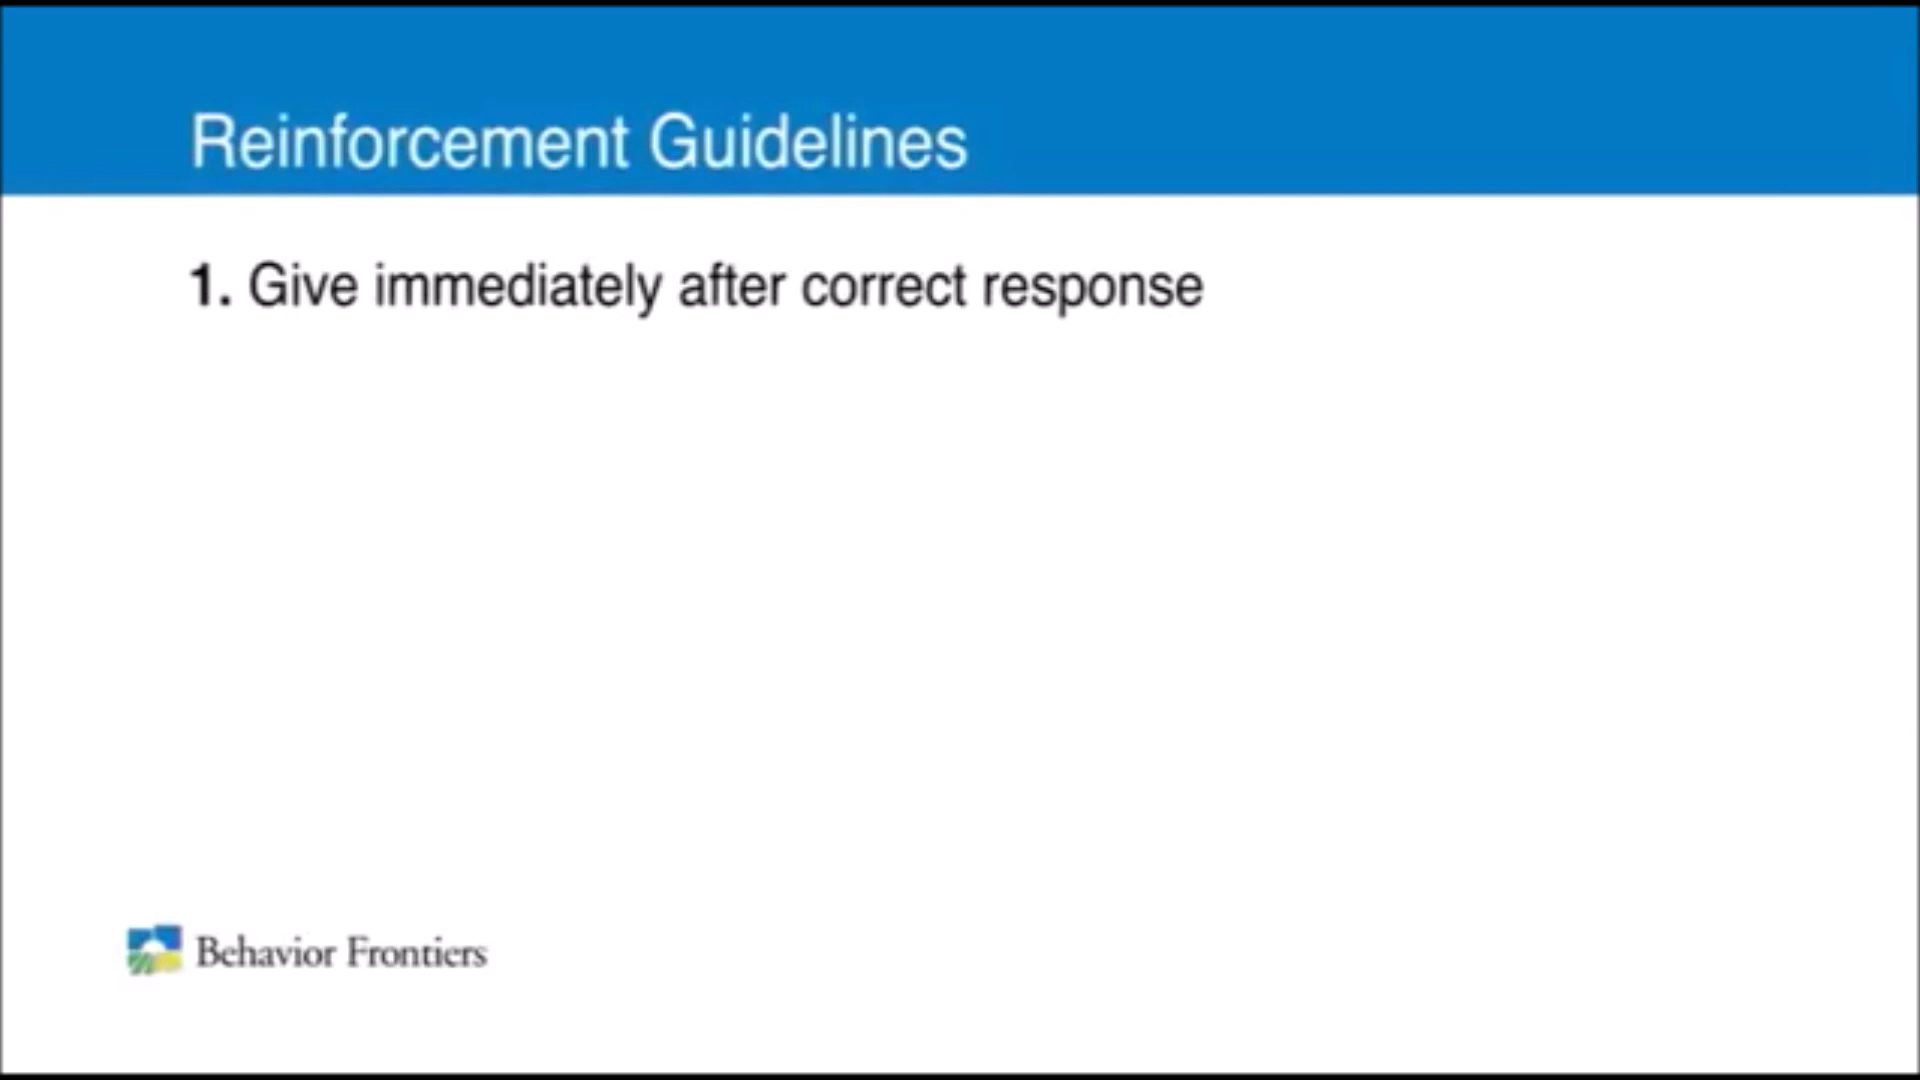 Reinforcement Guidelines
1. Give immediately after correct response
Behavior Frontiers